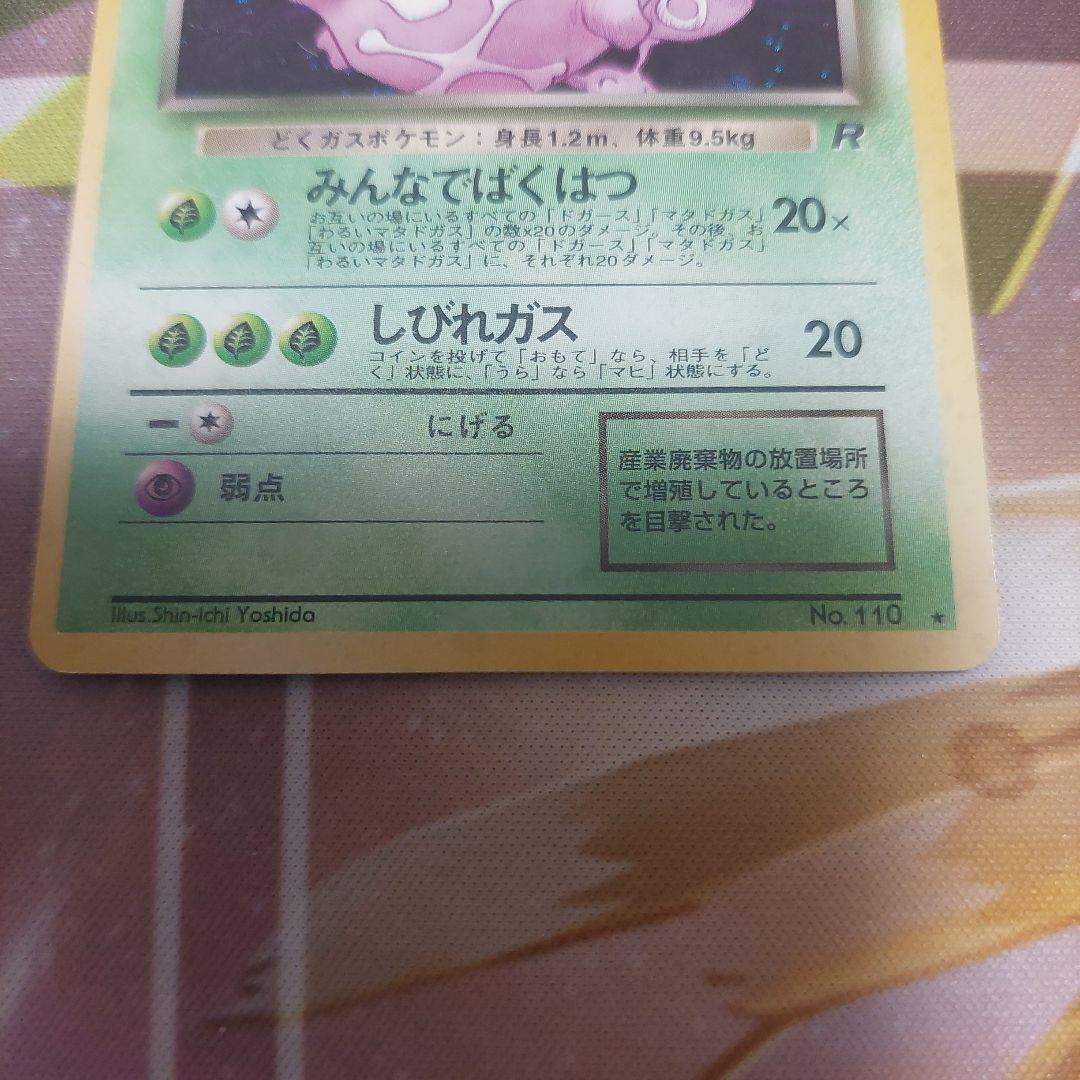 どくガスポケモン：身長1.2m、体重9.5kg R
みんなでばくはつ
20×
お互いの場にいるすべての「ドガース」「マタドガス」
「わるいマタドガス」の数×20のダメージ。その後、お
互いの場にいるすべての「ドガース」「マタドガス」
「わるいマタドガス」に、それぞれ20ダメージ。
しびれガス
20
コインを投げて「おもて」なら、相手を「ど
く」状態に、「うら」なら「マヒ」状態にする。
にげる
弱点
産業廃棄物の放置場所
で増殖しているところ
を目撃された。
Illus.Shin-ichi Yoshida
No. 110 ★